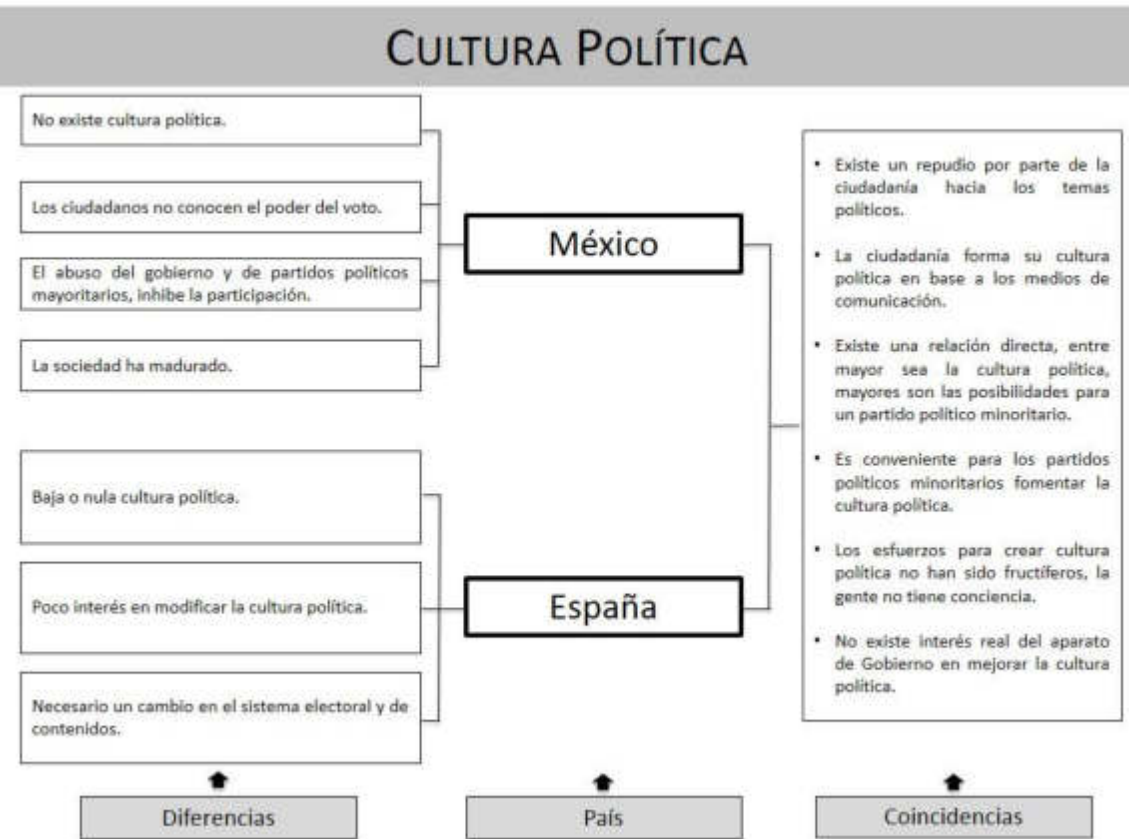 CULTURA POLÍTICA
No existe cultura política.
Los ciudadanos no conocen el poder del voto.
El abuso del gobierno y de partidos políticos
mayoritarios, inhibe la participación.
La sociedad ha madurado.
Baja o nula cultura política.
Poco interés en modificar la cultura política.
Necesario un cambio en el sistema electoral y de
contenidos.
México
España
• Existe un repudio por parte de la
ciudadanía hacia los temas
políticos.
• La ciudadanía forma su cultura
política en base a los medios de
comunicación.
• Existe una relación directa, entre
mayor sea la cultura política,
mayores son las posibilidades para
un partido político minoritario.
• Es conveniente para los partidos
políticos minoritarios fomentar la
cultura política.
• Los esfuerzos para crear cultura
política no han sido fructíferos, la
gente no tiene conciencia.
• No existe interés real del aparato
de Gobierno en mejorar la cultura
política.
Diferencias
País
Coincidencias